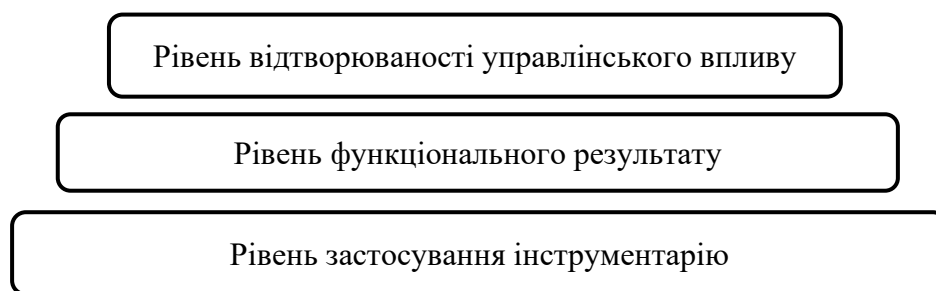 Рівень відтворюваності управлінського впливу
Рівень функціонального результату
Рівень застосування інструментарію